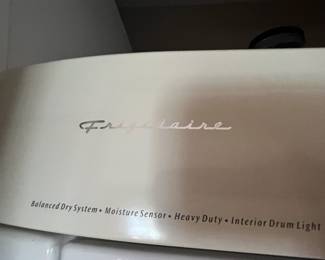 Frigidaire
Balanced Dry System • Moisture Sensor • Heavy Duty • Interior Drum Light